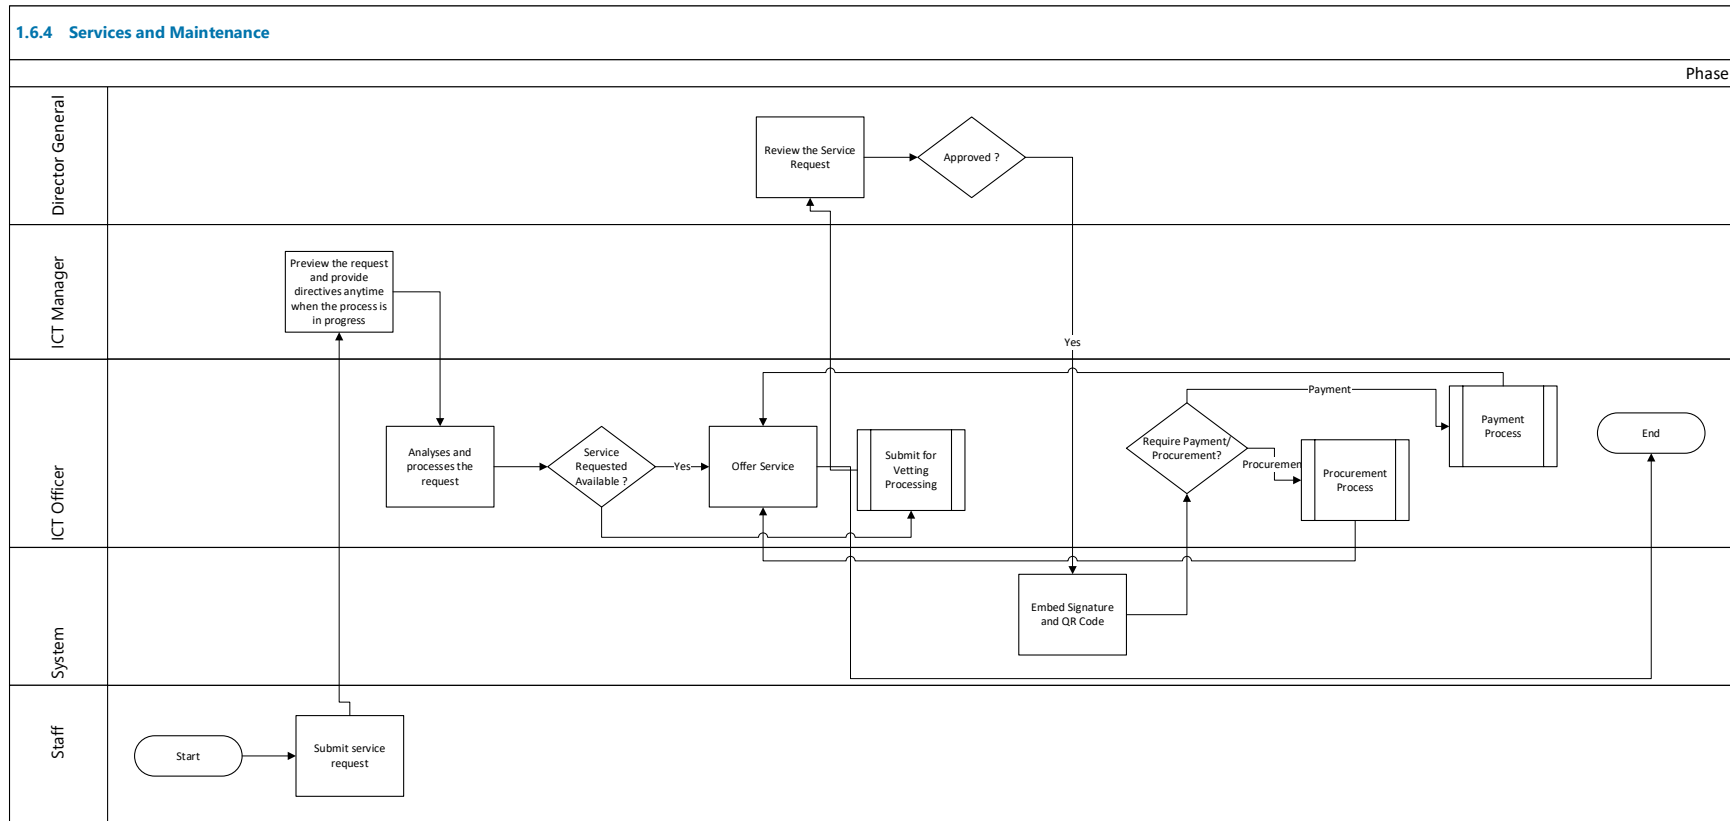 1.6.4 Services and Maintenance
Phase
Director General
Review the Service
Request
Approved ?
ICT Manager
Preview the request
and provide
directives anytime
when the process is
in progress
Yes
ICT Officer
Analyses and
processes the
request
Service
Requested
Available ?
Yes
Offer Service
Submit for
Vetting
Processing
Require Payment/
Procurement?
Payment
Procuremen
Procurement
Process
Payment
Process
End
System
Embed Signature
and QR Code
Staff
Start
Submit service
request